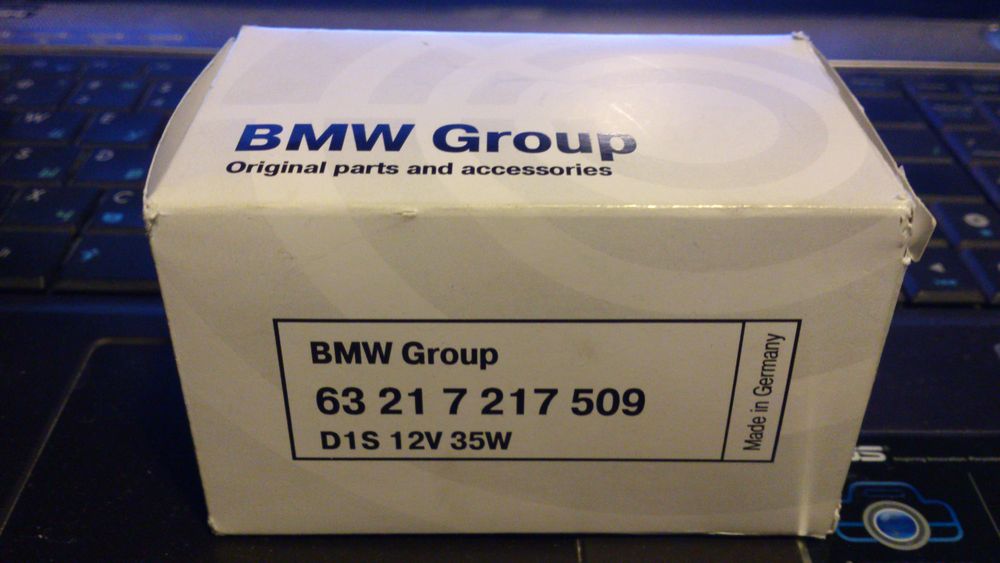 BMW Group
Original parts and accessories
BMW Group
63 21 7 217 509
D1S 12V 35W
Made in Germany
W
X
C